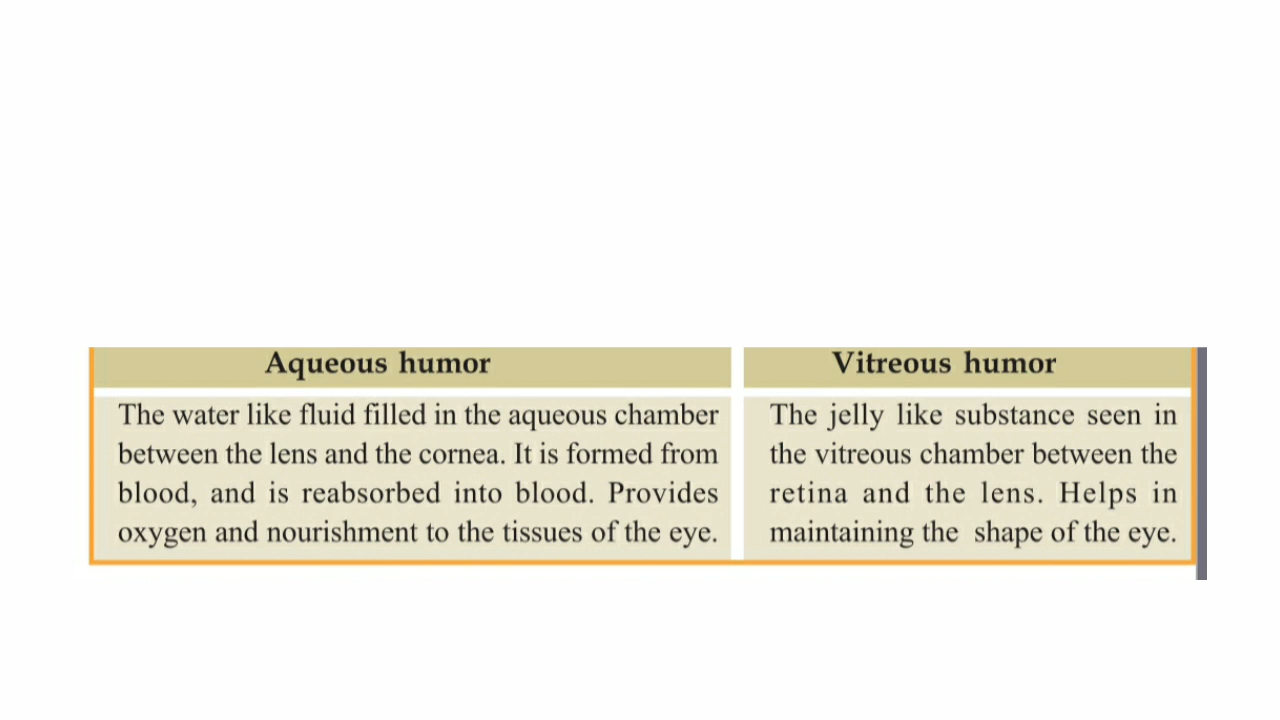 Aqueous humor
The water like fluid filled in the aqueous chamber
between the lens and the cornea. It is formed from
blood, and is reabsorbed into blood. Provides
oxygen and nourishment to the tissues of the eye.
Vitreous humor
The jelly like substance seen in
the vitreous chamber between the
retina and the lens. Helps in
maintaining the shape of the eye.